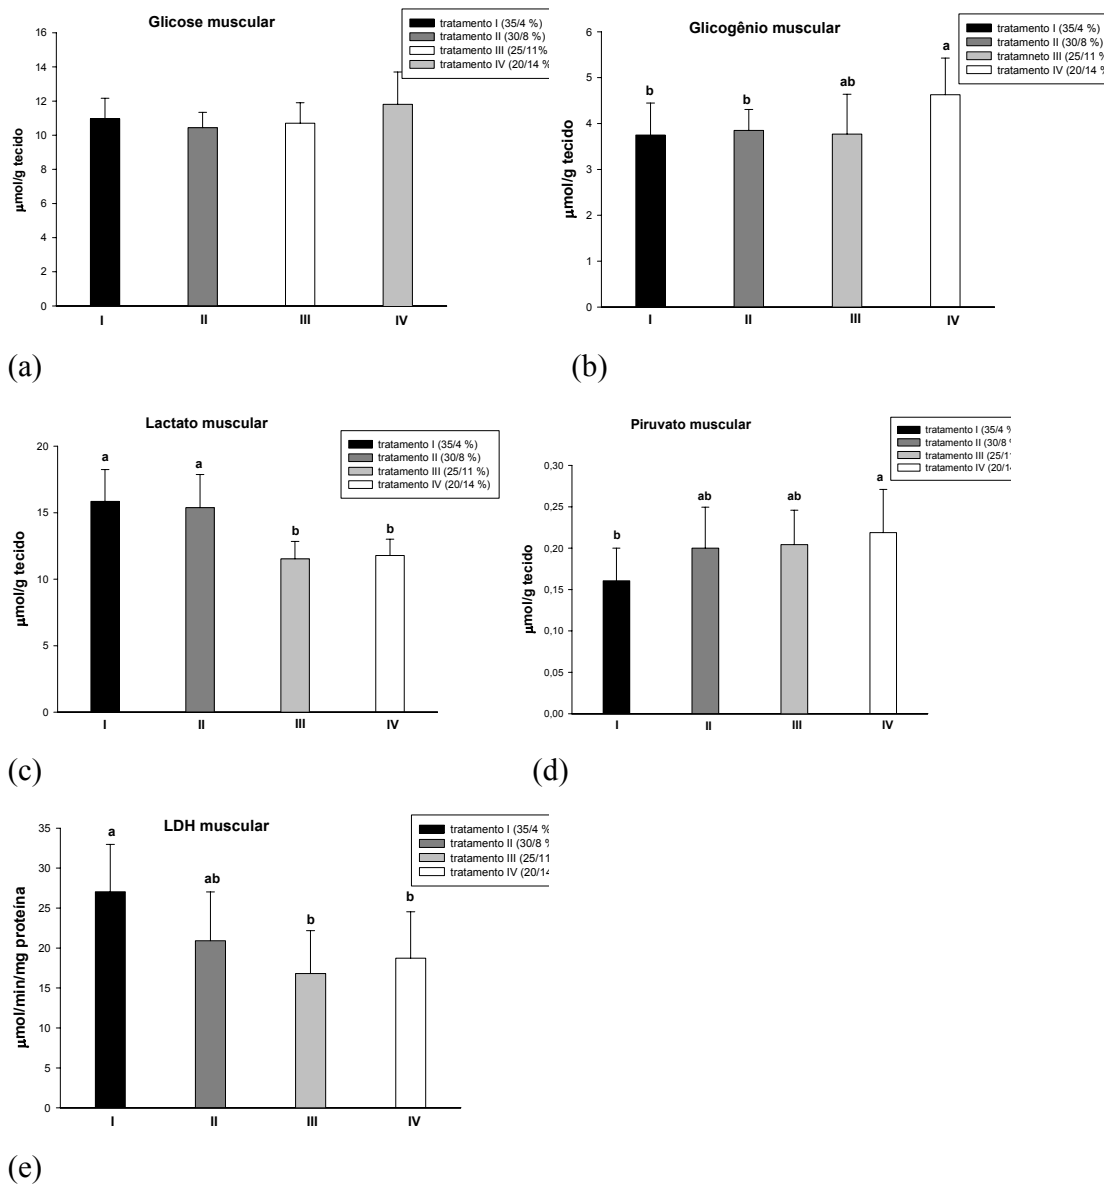 Glicose muscular
tratamento I (35/4 %)
tratamento II (30/8 %)
tratamento III (25/11%
tratamento IV (20/14 %
µmol/g tecido
16
14
12
10
8
6
4
2
0
I II III IV
(a)
Glicogênio muscular
tratamento I (35/4 %)
tratamento II (30/8 %)
tratamneto III (25/11 %)
tratamento IV (20/14 %)
µmol/g tecido
6
5
4
3
2
1
0
b b ab a
I II III IV
(b)
Lactato muscular
tratamento I (35/4 %)
tratamento II (30/8 %)
tratamento III (25/11 %)
tratamento IV (20/14 %)
µmol/g tecido
20
15
10
5
0
a a b b
I II III IV
(c)
Piruvato muscular
tratamento I (35/4 %
tratamento II (30/8 %
tratamento III (25/11
tratamento IV (20/14
µmol/g tecido
0,30
0,25
0,20
0,15
0,10
0,05
0,00
b ab ab a
I II III IV
(d)
LDH muscular
tratamento I (35/4 %
tratamento II (30/8 %
tratamento III (25/11
tratamento IV (20/14
µmol/min/mg proteína
35
30
25
20
15
10
5
0
a ab b b
I II III IV
(e)